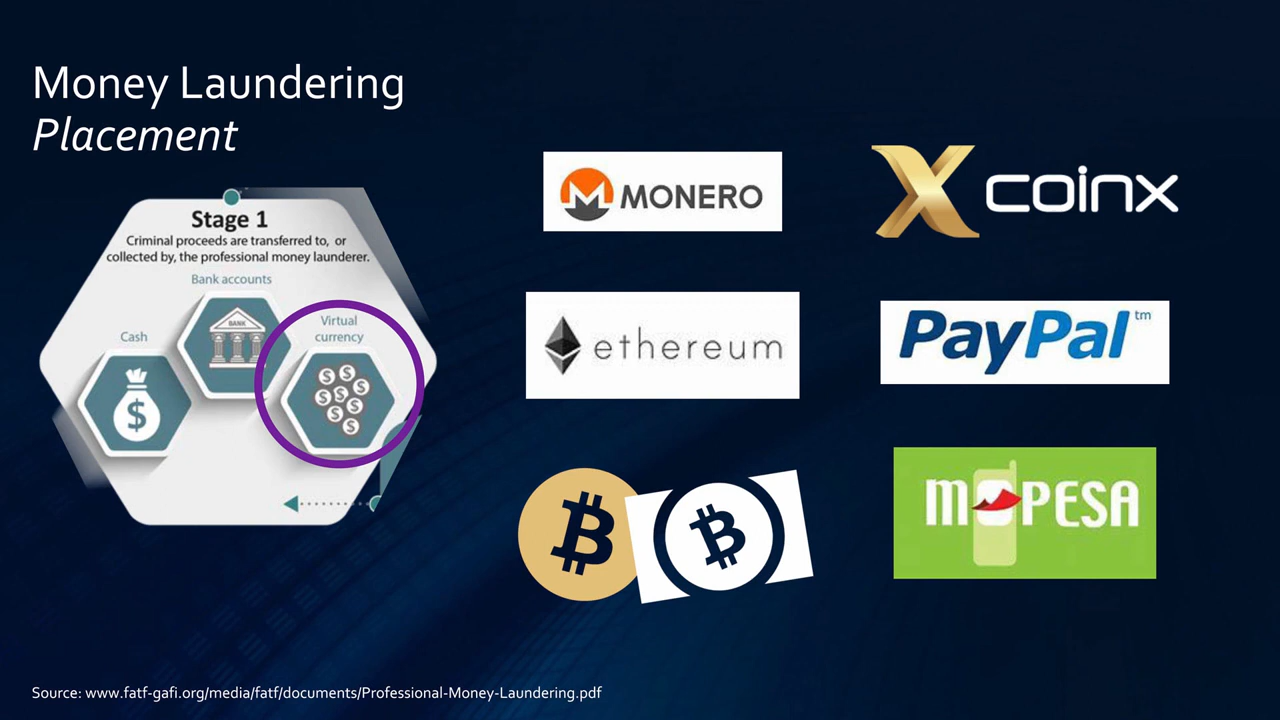 Money Laundering
Placement
Stage 1
Criminal proceeds are transferred to, or
collected by, the professional money launderer.
Bank accounts
BANK
Cash
Virtual
currency
MONERO
coinx
ethereum
PayPal tm
M PESA
Source: www.fatf-gafi.org/media/fatf/documents/Professional-Money-Laundering.pdf